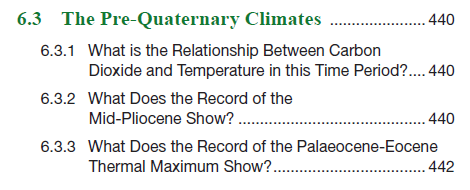 6.3 The Pre-Quaternary Climates ..................... 440
6.3.1 What is the Relationship Between Carbon
Dioxide and Temperature in this Time Period?.... 440
6.3.2 What Does the Record of the
Mid-Pliocene Show? ......................................... 440
6.3.3 What Does the Record of the Palaeocene-Eocene
Thermal Maximum Show?.................................. 442